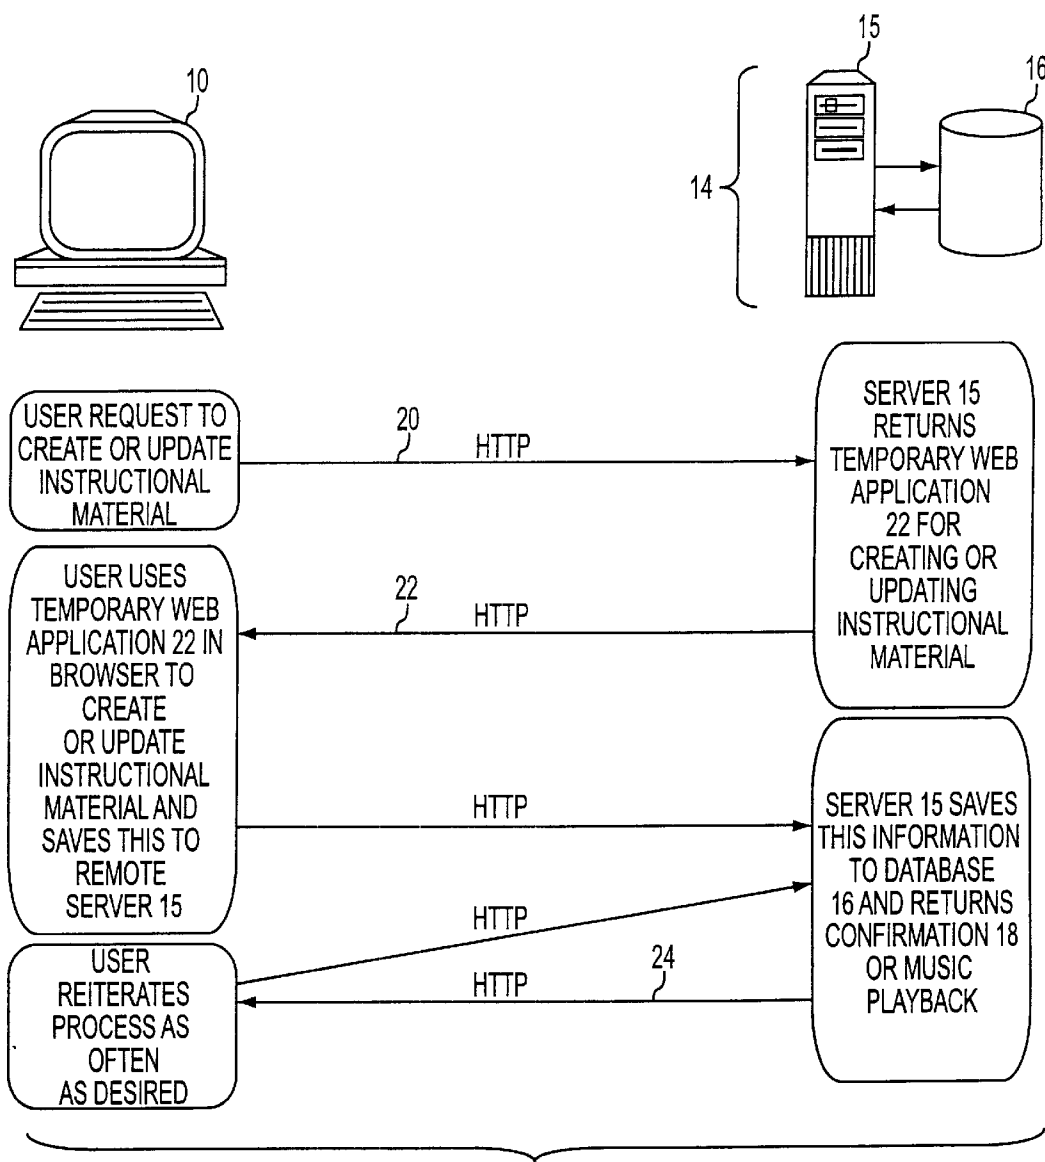 15
16
10
14
USER REQUEST TO
CREATE OR UPDATE
INSTRUCTIONAL
MATERIAL
20
HTTP
SERVER 15
RETURNS
TEMPORARY WEB
APPLICATION
22 FOR
CREATING OR
UPDATING
INSTRUCTIONAL
MATERIAL
USER USES
TEMPORARY WEB
APPLICATION 22 IN
BROWSER TO
CREATE
OR UPDATE
INSTRUCTIONAL
MATERIAL AND
SAVES THIS TO
REMOTE
SERVER 15
22
HTTP
HTTP
SERVER 15 SAVES
THIS INFORMATION
TO DATABASE
16 AND RETURNS
CONFIRMATION 18
OR MUSIC
PLAYBACK
HTTP
USER
REITERATES
PROCESS AS
OFTEN
AS DESIRED
HTTP
24